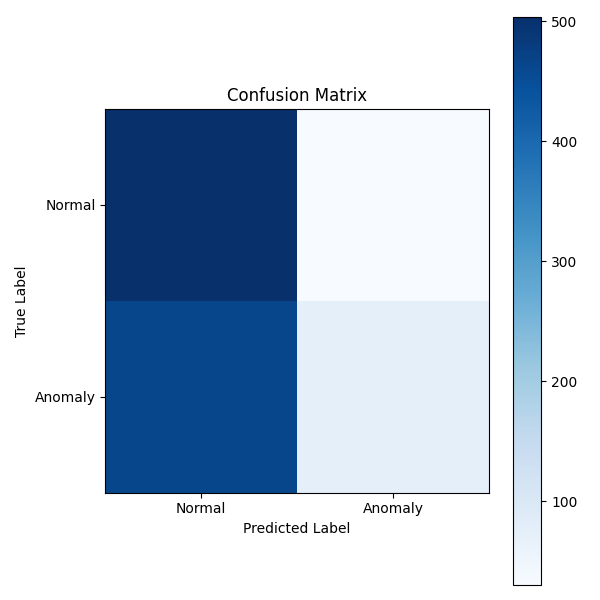 Confusion Matrix
True Label
Normal
Anomaly
Normal
Anomaly
Predicted Label
500
400
300
200
100